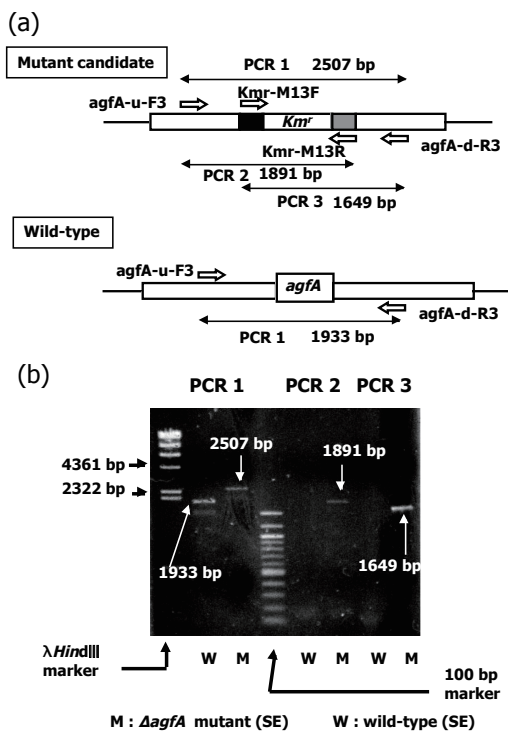 (a)
Mutant candidate
PCR 1 2507 bp
agfA-u-F3
Kmr-M13F
Kmʳ
Kmr-M13R
agfA-d-R3
PCR 2 1891 bp
PCR 3 1649 bp
Wild-type
agfA-u-F3
agfA
agfA-d-R3
PCR 1 1933 bp
(b)
PCR 1 PCR 2 PCR 3
2507 bp
1891 bp
4361 bp
2322 bp
1933 bp
1649 bp
λHindIII
marker
W M W M W M
100 bp
marker
M : ΔagfA mutant (SE) W : wild-type (SE)